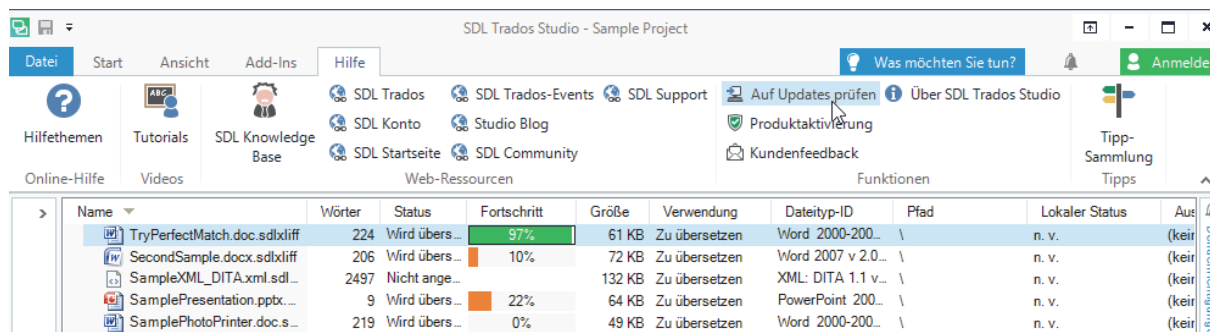 SDL Trados Studio - Sample Project
Datei Start Ansicht Add-Ins Hilfe Was möchten Sie tun? Anmelde
SDL Trados SDL Trados-Events SDL Support Auf Updates prüfen Über SDL Trados Studio
SDL Konto Studio Blog Produktaktivierung
Hilfethemen Tutorials SDL Knowledge Base Tipp-Sammlung
SDL Startseite SDL Community Kundenfeedback
Online-Hilfe Videos Web-Ressourcen Funktionen Tipps
Name Wörter Status Fortschritt Größe Verwendung Dateityp-ID Pfad Lokaler Status Aus
TryPerfectMatch.doc.sdlxliff 224 Wird übers... 97% 61 KB Zu übersetzen Word 2000-200... \ n. v. (kein
SecondSample.docx.sdlxliff 206 Wird übers... 10% 72 KB Zu übersetzen Word 2007 v 2.0... \ n. v. (kein
SampleXML_DITA.xml.sdl... 2497 Nicht ange... 132 KB Zu übersetzen XML: DITA 1.1 v... \ n. v. (kein
SamplePresentation.pptx.... 9 Wird übers... 22% 64 KB Zu übersetzen PowerPoint 200... \ n. v. (kein
SamplePhotoPrinter.doc.s... 219 Wird übers... 0% 49 KB Zu übersetzen Word 2000-200... \ n. v. (kein